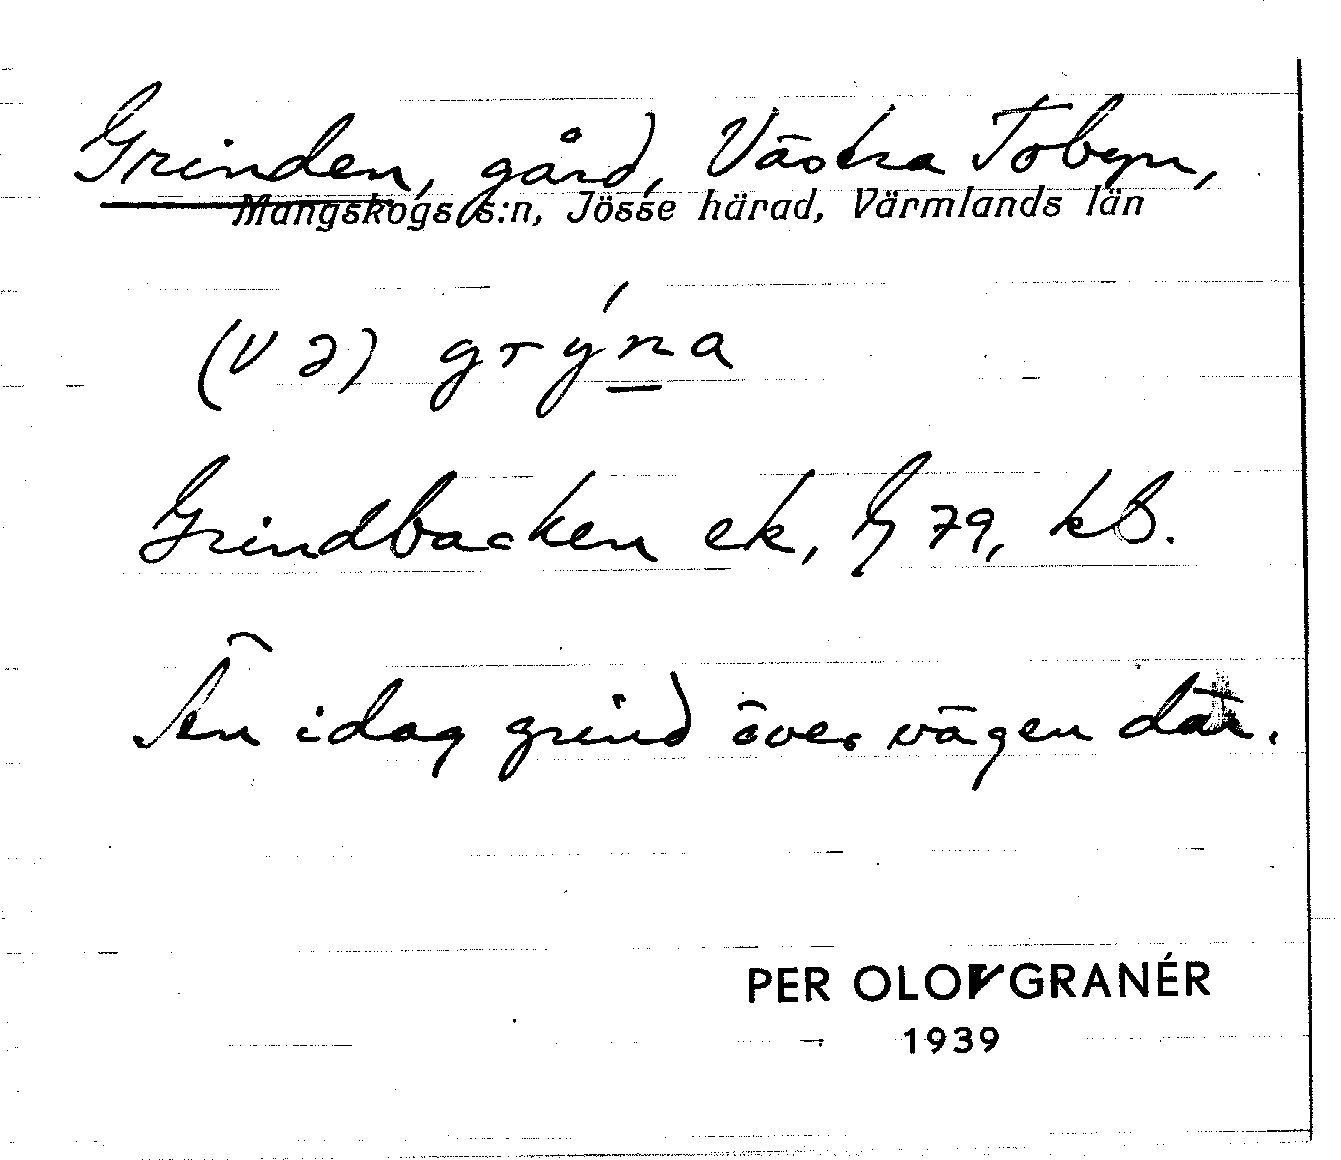 Grinden, gård, Västra Tobyn,
Mangskogs s:n, Jösse härad, Värmlands län
(V ə) grýna
Grindbacken ek, 79, kB.
Än idag grind över vägen där.
PER OLOV GRANÉR
1939